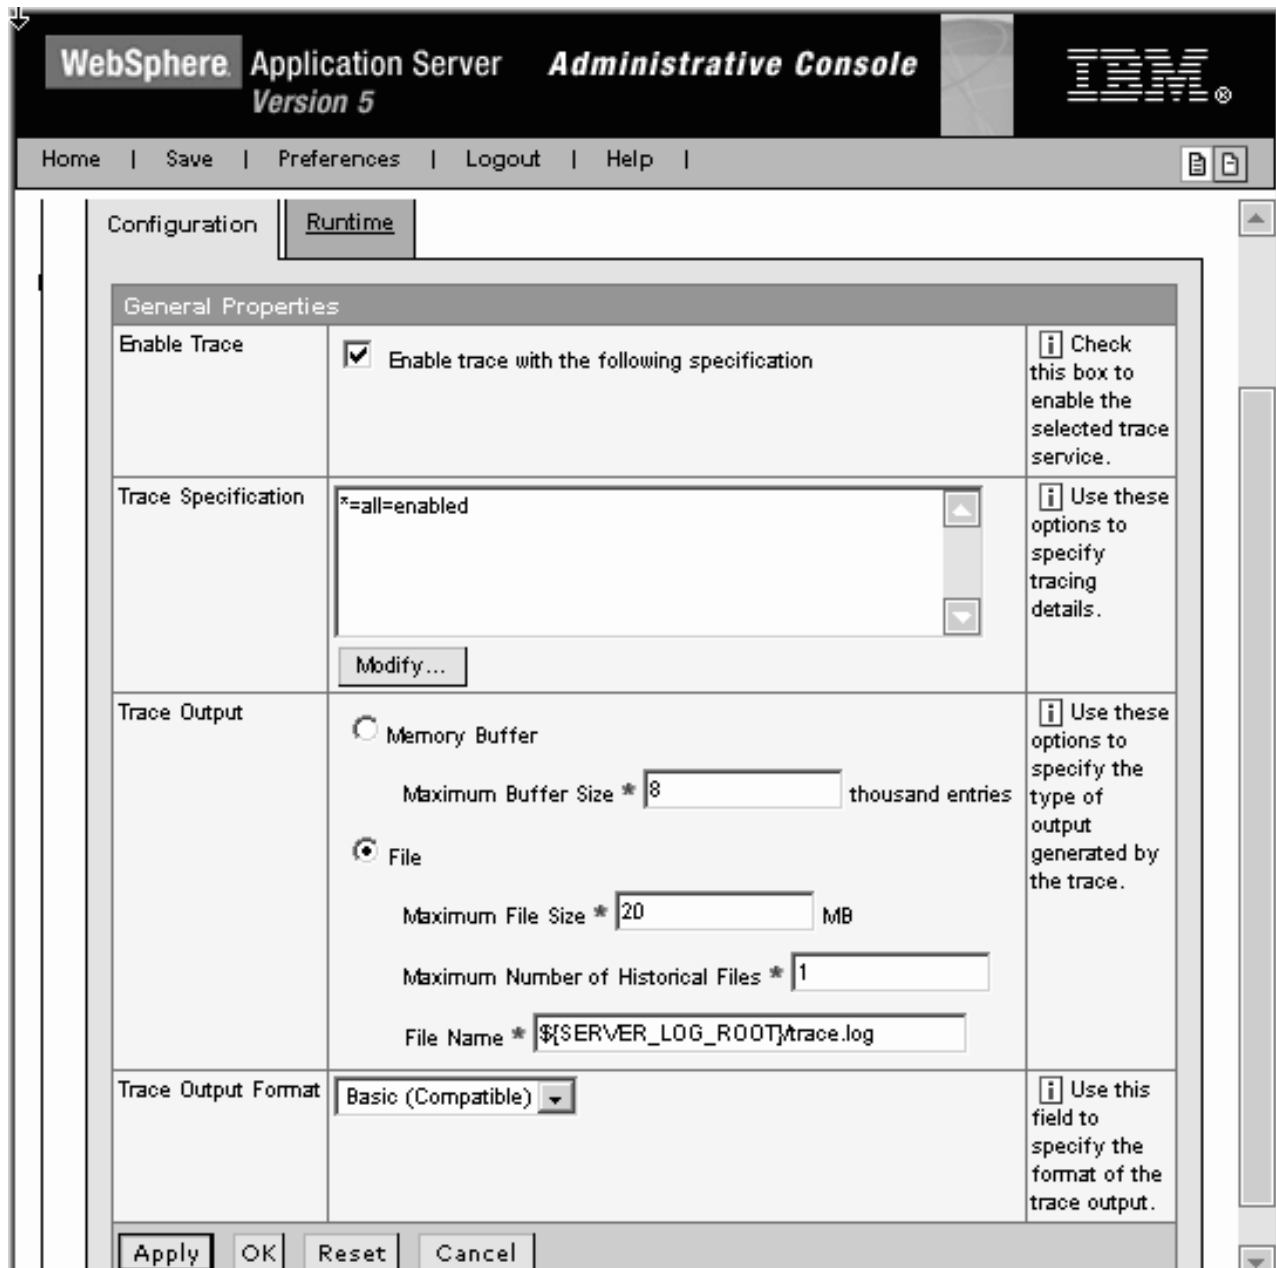 WebSphere. Application Server Administrative Console
Version 5
IBM®
Home | Save | Preferences | Logout | Help |
Configuration
Runtime
General Properties
Enable Trace
Enable trace with the following specification
i Check
this box to
enable the
selected trace
service.
Trace Specification
*=all=enabled
Modify...
i Use these
options to
specify
tracing
details.
Trace Output
Memory Buffer
Maximum Buffer Size * 8 thousand entries
File
Maximum File Size * 20 MB
Maximum Number of Historical Files * 1
File Name * ${SERVER_LOG_ROOT}/trace.log
i Use these
options to
specify the
type of
output
generated by
the trace.
Trace Output Format
Basic (Compatible)
i Use this
field to
specify the
format of the
trace output.
Apply OK Reset Cancel